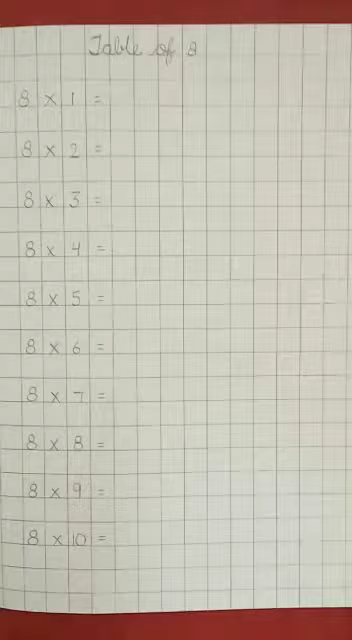 Table of 8
8 × 1 =
8 × 2 =
8 × 3 =
8 × 4 =
8 × 5 =
8 × 6 =
8 × 7 =
8 × 8 =
8 × 9 =
8 × 10 =